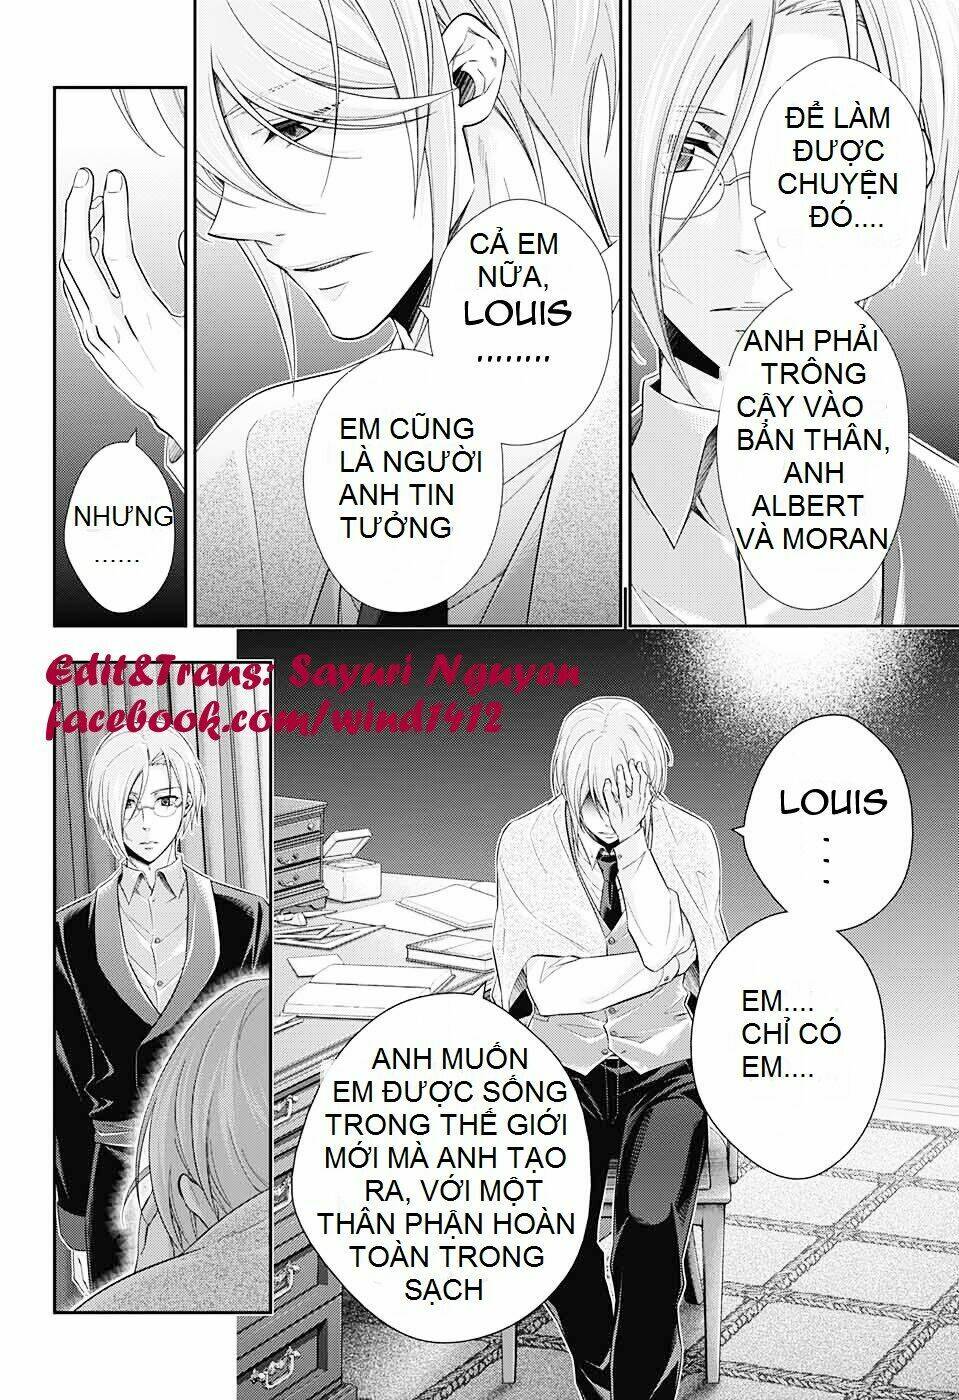 ĐỂ LÀM
ĐƯỢC
CHUYỆN
ĐÓ....
ANH PHẢI
TRÔNG
CẬY VÀO
BẢN THÂN,
ANH
ALBERT
VÀ MORAN
CẢ EM
NỮA,
LOUIS
........
EM CŨNG
LÀ NGƯỜI
ANH TIN
TƯỞNG
NHƯNG
......
Edit&Trans: Sayuri Nguyen
facebook.com/wind1412
LOUIS
.
.
.
EM....
CHỈ CÓ
EM....
ANH MUỐN
EM ĐƯỢC SỐNG
TRONG THẾ GIỚI
MỚI MÀ ANH TẠO
RA, VỚI MỘT
THÂN PHẬN HOÀN
TOÀN TRONG
SẠCH